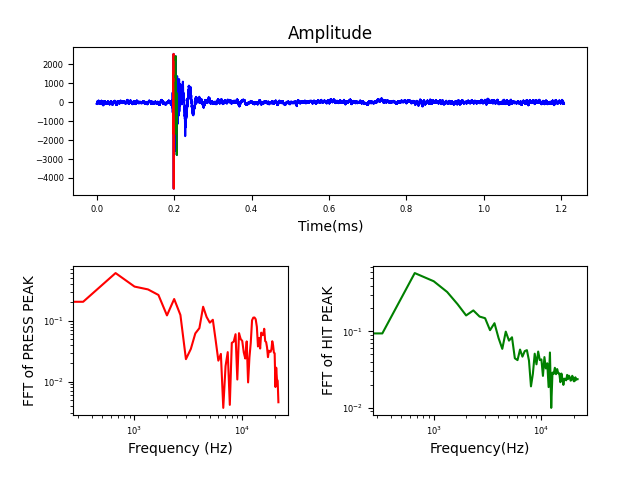 Amplitude
2000
1000
0
−1000
−2000
−3000
−4000
0.0 0.2 0.4 0.6 0.8 1.0 1.2
Time(ms)
FFT of PRESS PEAK
10⁻¹
10⁻²
10³ 10⁴
Frequency (Hz)
FFT of HIT PEAK
10⁻¹
10⁻²
10³ 10⁴
Frequency(Hz)